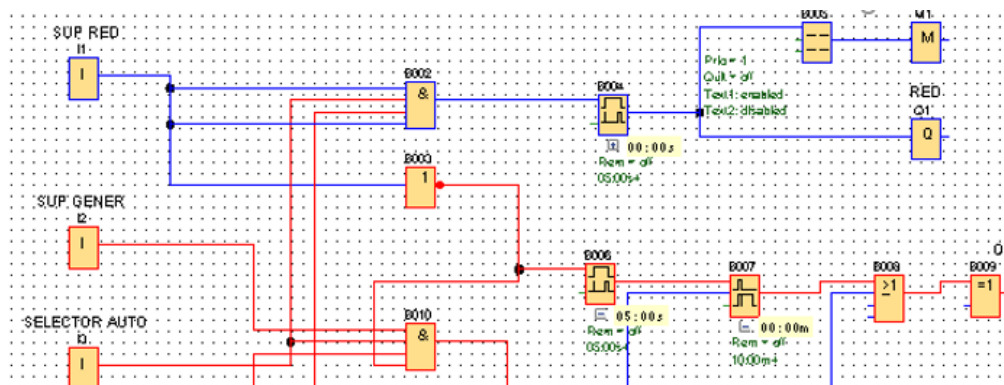 SUP RED
I1
I
B002
&
B004
00:00s
Rem = off
05:00s+
B005
Prio = 1
Quit = off
Text1: enabled
Text2: disabled
M1
M
RED
Q1
Q
B003
1
SUP GENER
I2
I
B006
05:00s
Rem = off
05:00s+
B007
00:00m
Rem = off
10:00m+
B008
>1
B009
=1
Q
SELECTOR AUTO
I3
I
B010
&